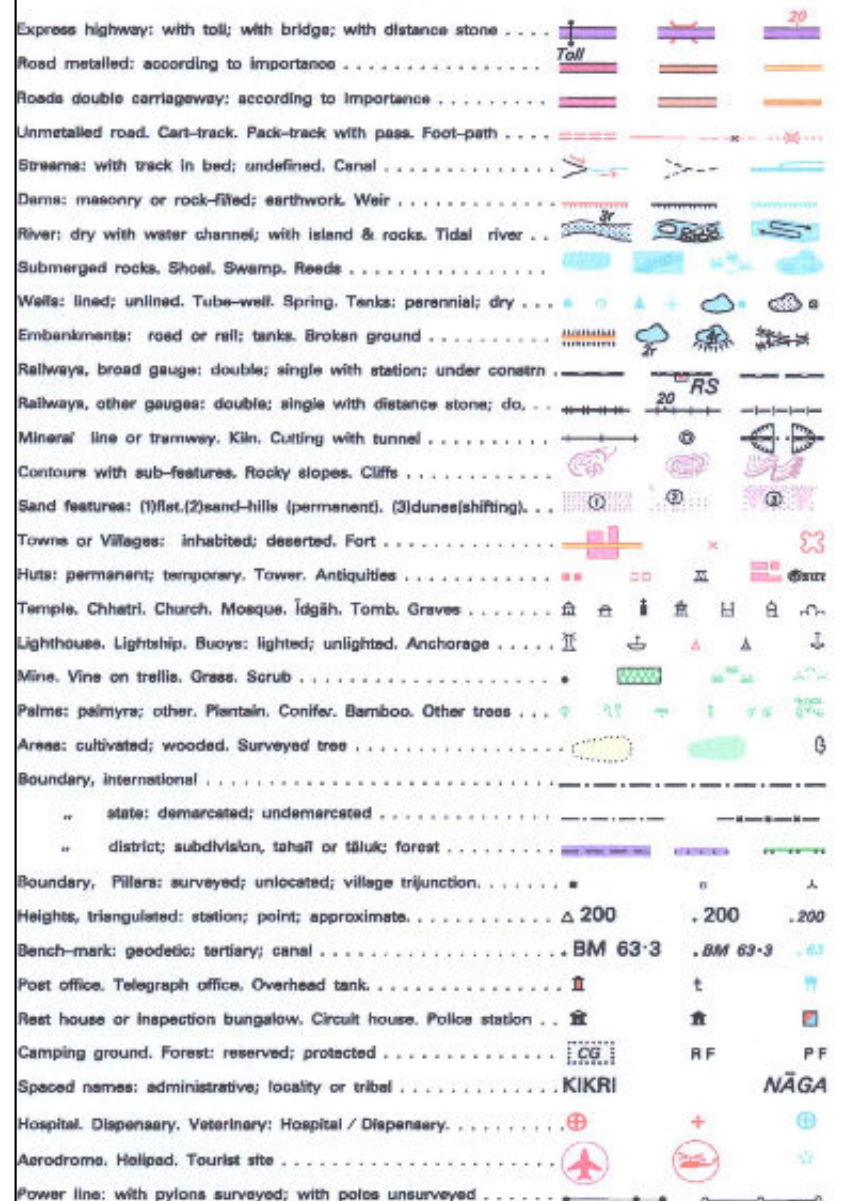 Express highway: with toll; with bridge; with distance stone . . . . 20
Toll
Road metalled: according to importance . . . . . . . . . . . . . . . .
Roads double carriageway: according to importance . . . . . . . . .
Unmetalled road. Cart-track. Pack-track with pass. Foot-path . . . .
Streams: with track in bed; undefined. Canal . . . . . . . . . . . . .
Dams: masonry or rock-filled; earthwork. Weir . . . . . . . . . . . .
River: dry with water channel; with island & rocks. Tidal river . . 3r
Submerged rocks. Shoal. Swamp. Reeds . . . . . . . . . . . . . . .
Wells: lined; unlined. Tube-well. Spring. Tanks: perennial; dry . . .
Embankments: road or rail; tanks. Broken ground . . . . . . . . . . 2r
Railways, broad gauge: double; single with station; under constrn . RS
Railways, other gauges: double; single with distance stone; do. . . 20
Mineral line or tramway. Kiln. Cutting with tunnel . . . . . . . . . .
Contours with sub-features. Rocky slopes. Cliffs . . . . . . . . . . .
Sand features: (1)flat.(2)sand-hills (permanent). (3)dunes(shifting). . . 1 2 3
Towns or Villages: inhabited; deserted. Fort . . . . . . . . . . . . .
Huts: permanent; temporary. Tower. Antiquities . . . . . . . . . . . .
Temple. Chhatri. Church. Mosque. Īdgāh. Tomb. Graves . . . . . . .
Lighthouse. Lightship. Buoys: lighted; unlighted. Anchorage . . . . .
Mine. Vine on trellis. Grass. Scrub . . . . . . . . . . . . . . . . . .
Palms: palmyra; other. Plantain. Conifer. Bamboo. Other trees . . .
Areas: cultivated; wooded. Surveyed tree . . . . . . . . . . . . . . .
Boundary, international . . . . . . . . . . . . . . . . . . . . . . . . .
„ state: demarcated; undemarcated . . . . . . . . . . . . .
„ district; subdivision, tahsīl or tāluk; forest . . . . . . . . .
Boundary, Pillars: surveyed; unlocated; village trijunction. . . . . . .
Heights, triangulated: station; point; approximate. . . . . . . . . . . . 200 . 200 . 200
Bench-mark: geodetic; tertiary; canal . . . . . . . . . . . . . . . . . . BM 63·3 . BM 63·3 . 63
Post office. Telegraph office. Overhead tank. . . . . . . . . . . . . . t
Rest house or inspection bungalow. Circuit house. Police station . .
Camping ground. Forest: reserved; protected . . . . . . . . . . . . . CG R F P F
Spaced names: administrative; locality or tribal . . . . . . . . . . . . KIKRI NĀGA
Hospital. Dispensary. Veterinary: Hospital / Dispensary. . . . . . . . .
Aerodrome. Helipad. Tourist site . . . . . . . . . . . . . . . . . . . .
Power line: with pylons surveyed; with poles unsurveyed . . . . . .